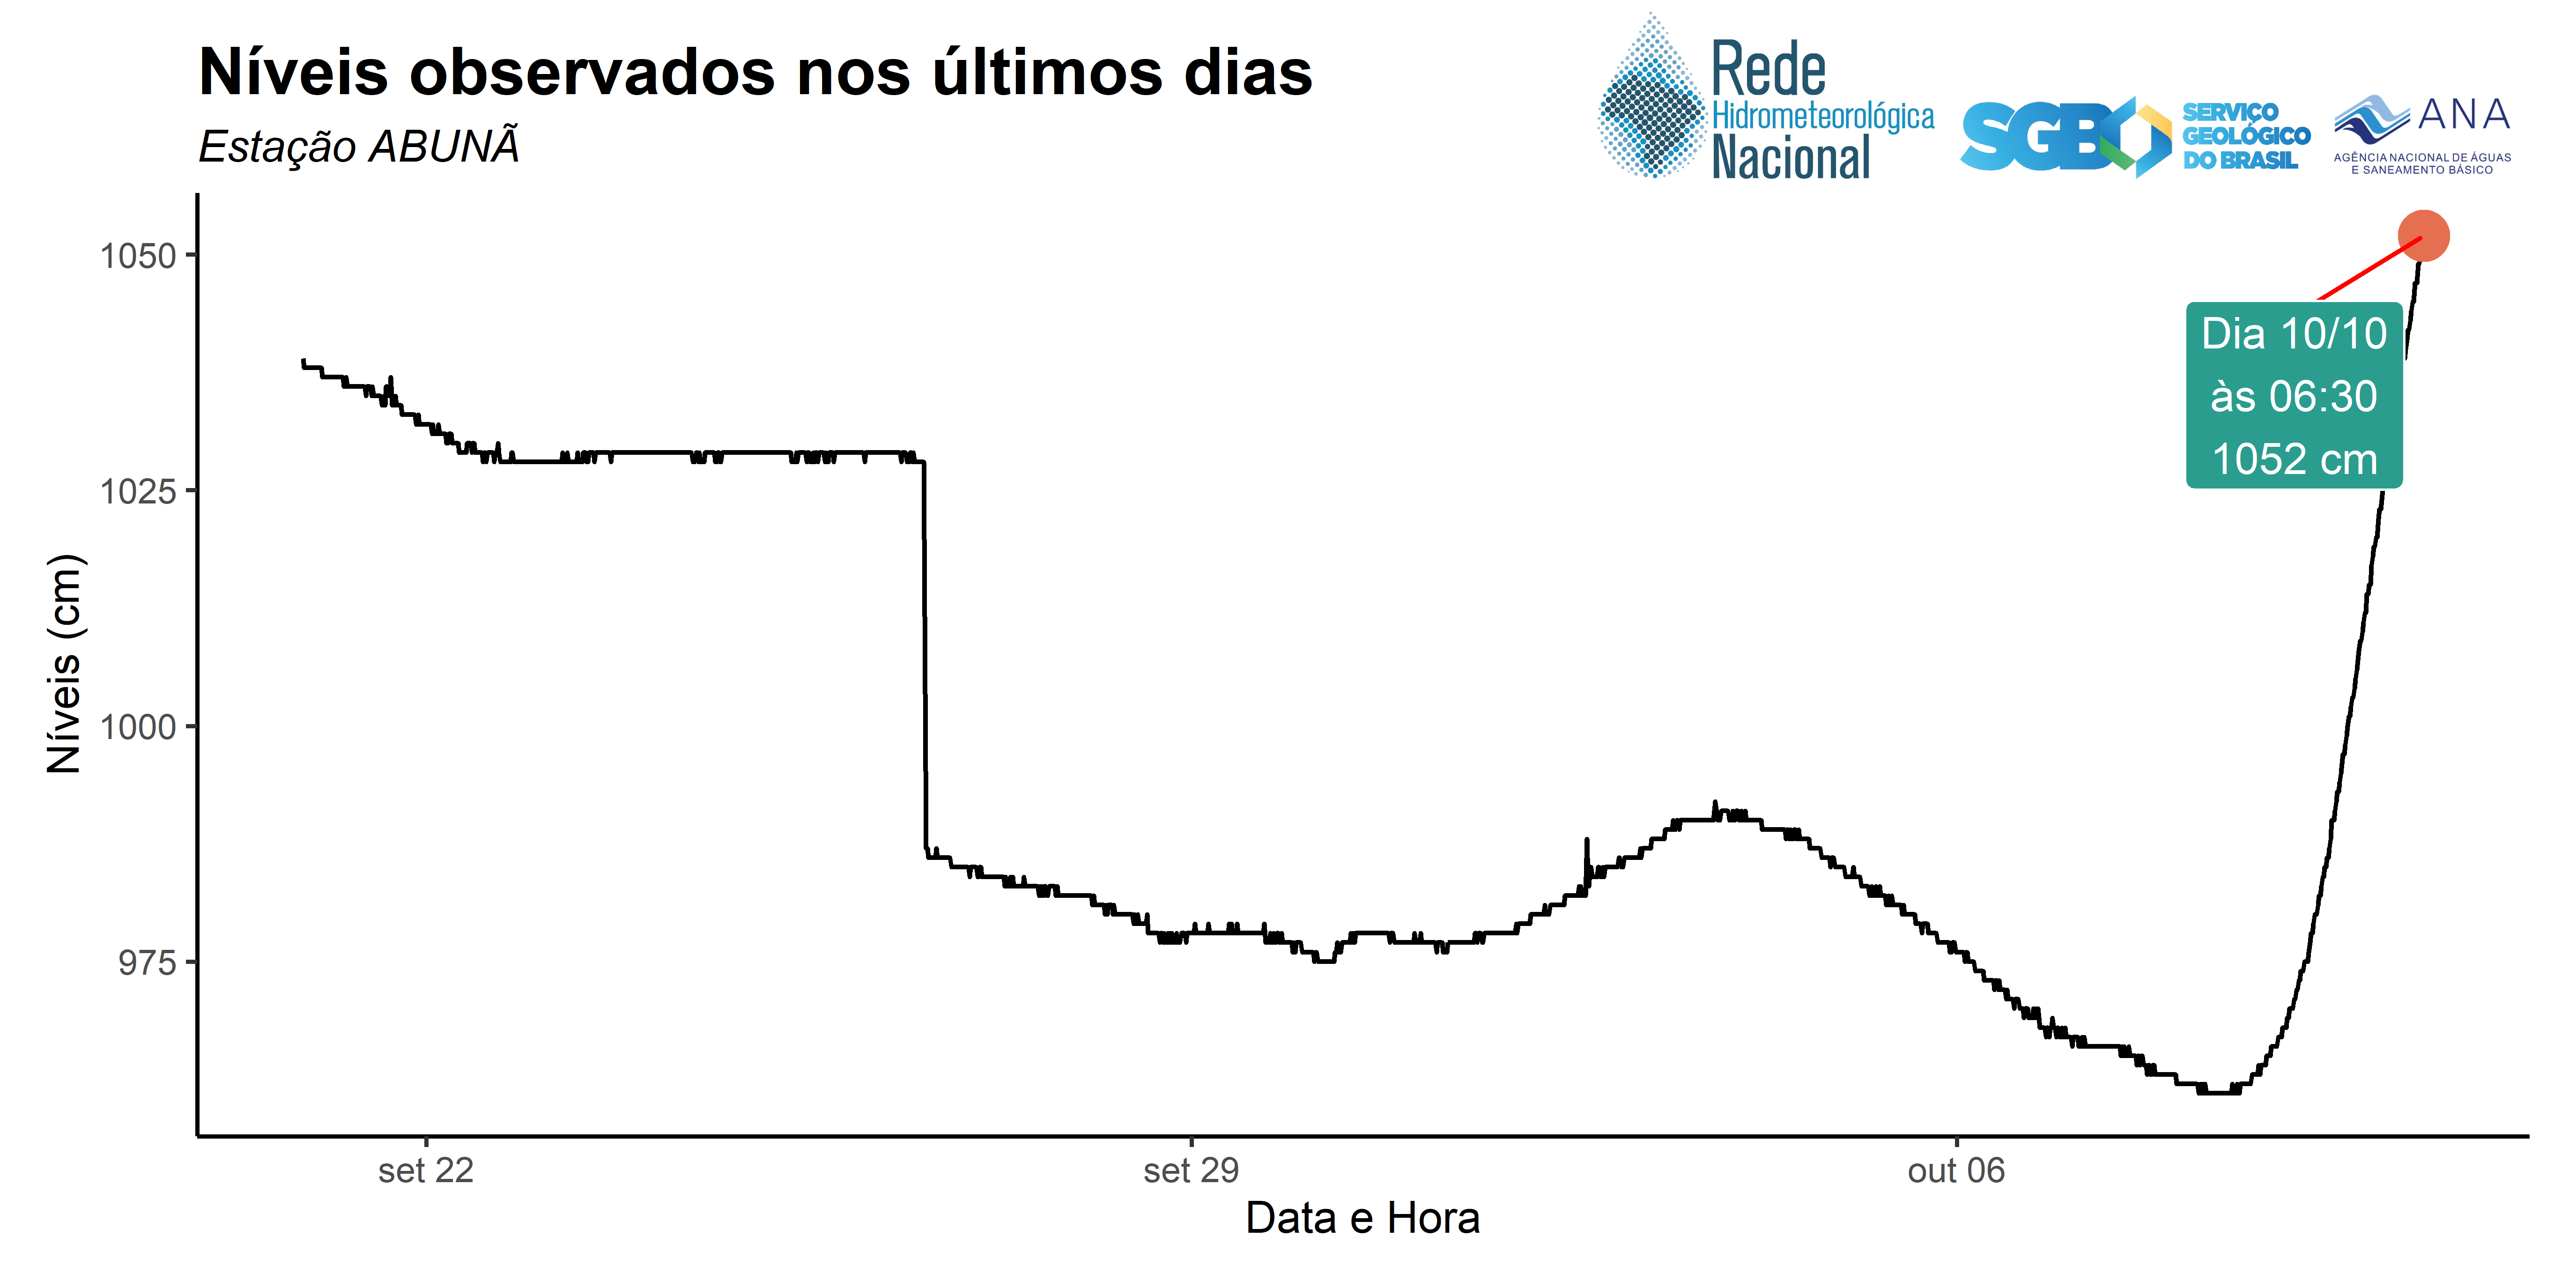 Níveis observados nos últimos dias
Estação ABUNÃ
Rede
Hidrometeorológica
Nacional
SGB
SERVIÇO
GEOLÓGICO
DO BRASIL
ANA
AGÊNCIA NACIONAL DE ÁGUAS
E SANEAMENTO BÁSICO
1050
1025
1000
975
Níveis (cm)
Dia 10/10
às 06:30
1052 cm
set 22
set 29
out 06
Data e Hora